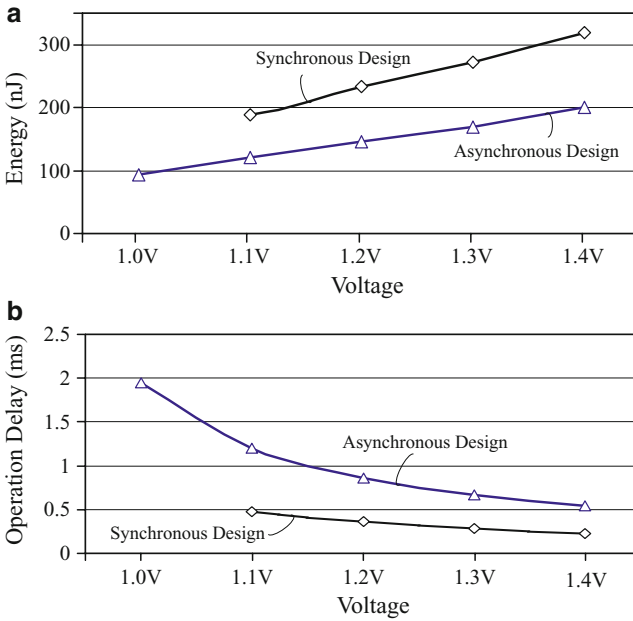 a
300
Synchronous Design
200
Asynchronous Design
100
0
Energy (nJ)
1.0V 1.1V 1.2V 1.3V 1.4V
Voltage
b
2.5
2
1.5
Asynchronous Design
1
0.5
Synchronous Design
0
Operation Delay (ms)
1.0V 1.1V 1.2V 1.3V 1.4V
Voltage